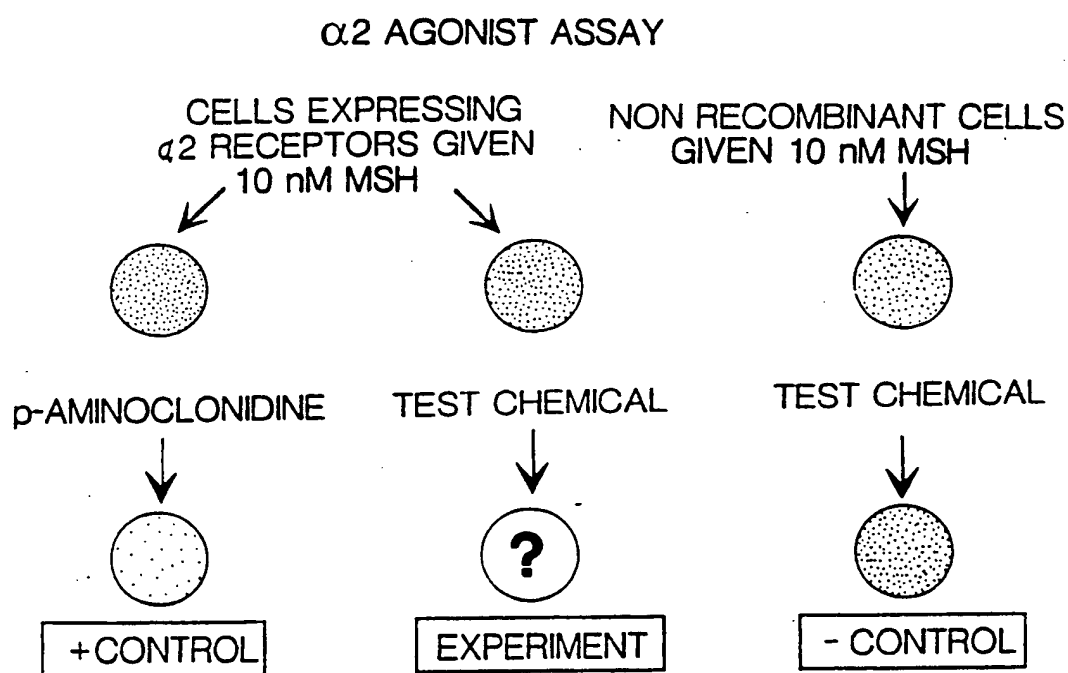 α2 AGONIST ASSAY
CELLS EXPRESSING
α2 RECEPTORS GIVEN
10 nM MSH
NON RECOMBINANT CELLS
GIVEN 10 nM MSH
p-AMINOCLONIDINE
TEST CHEMICAL
TEST CHEMICAL
?
+CONTROL
EXPERIMENT
- CONTROL